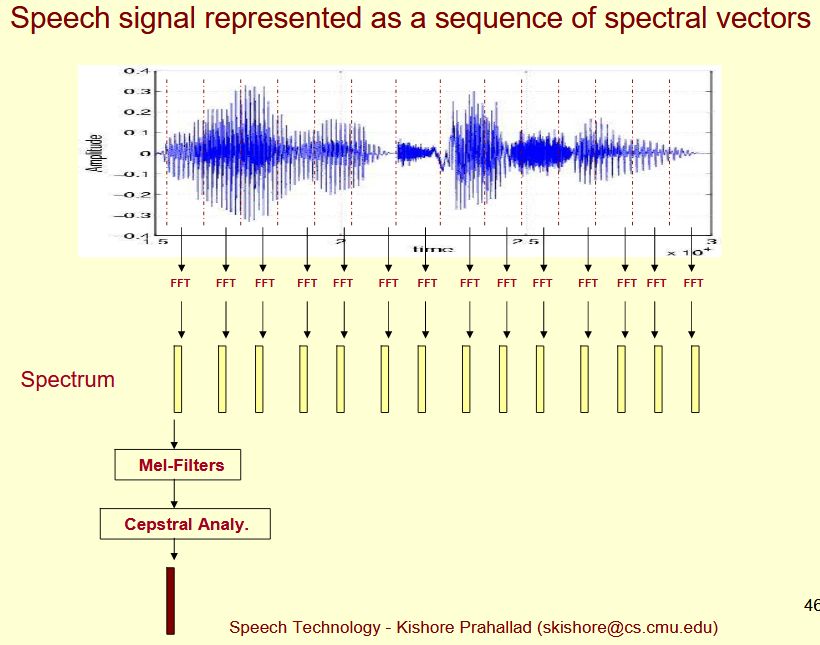 Speech signal represented as a sequence of spectral vectors
0.4
0.3
0.2
0.1
0
-0.1
-0.2
-0.3
-0.4
Amplitude
1.5 2 2.5 3
time
x 10⁴
FFT FFT FFT FFT FFT FFT FFT FFT FFT FFT FFT FFT FFT FFT
Spectrum
Mel-Filters
Cepstral Analy.
46
Speech Technology - Kishore Prahallad (skishore@cs.cmu.edu)